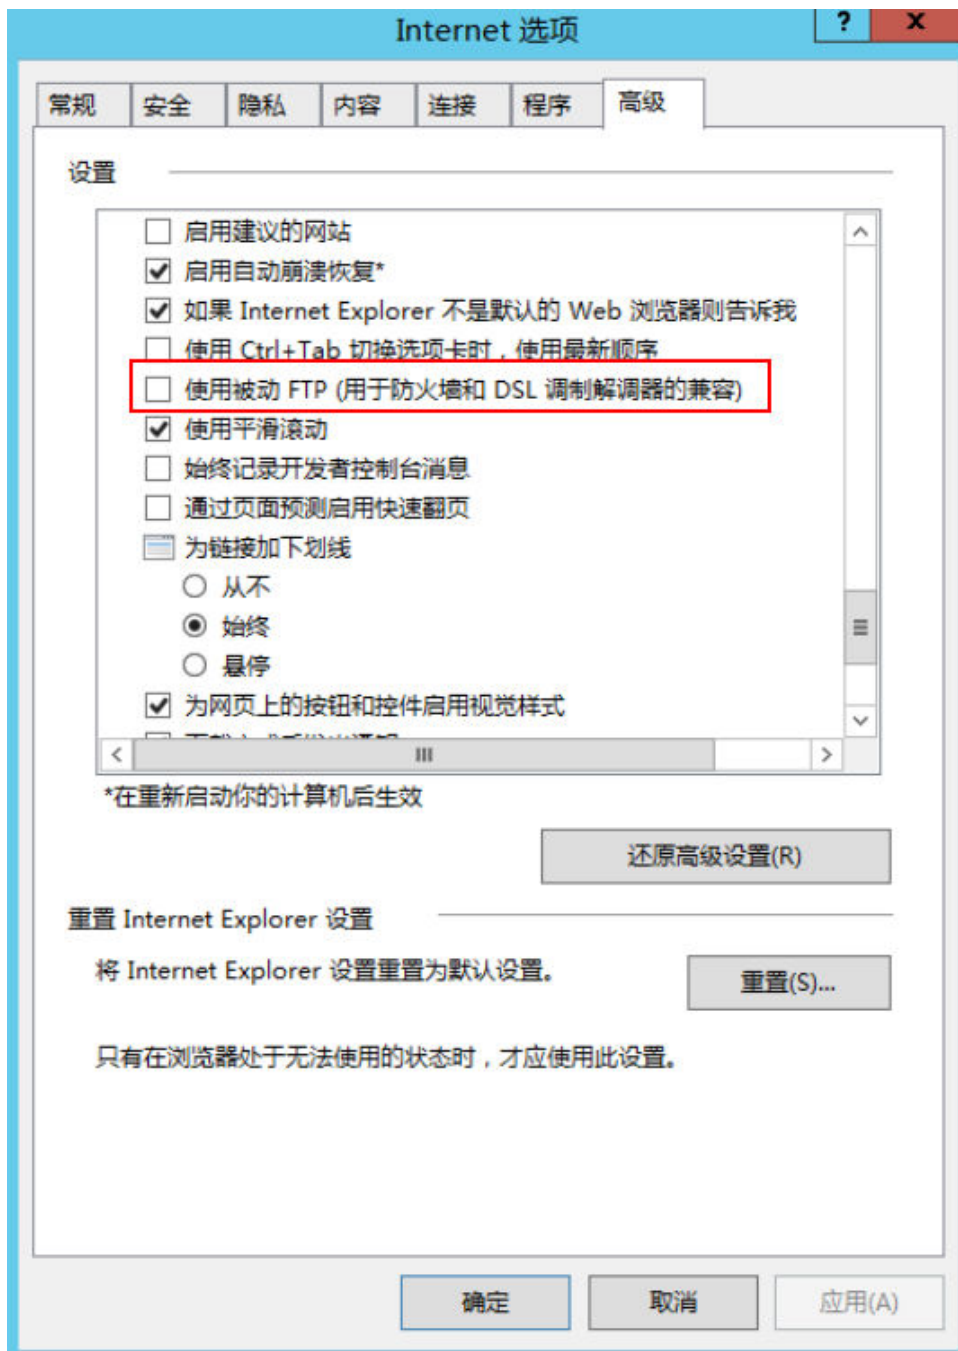 Internet 选项
? x
常规 安全 隐私 内容 连接 程序 高级
设置
启用建议的网站
启用自动崩溃恢复*
如果 Internet Explorer 不是默认的 Web 浏览器则告诉我
使用 Ctrl+Tab 切换选项卡时，使用最新顺序
使用被动 FTP (用于防火墙和 DSL 调制解调器的兼容)
使用平滑滚动
始终记录开发者控制台消息
通过页面预测启用快速翻页
为链接加下划线
从不
始终
悬停
为网页上的按钮和控件启用视觉样式
*在重新启动你的计算机后生效
还原高级设置(R)
重置 Internet Explorer 设置
将 Internet Explorer 设置重置为默认设置。
重置(S)...
只有在浏览器处于无法使用的状态时，才应使用此设置。
确定 取消 应用(A)